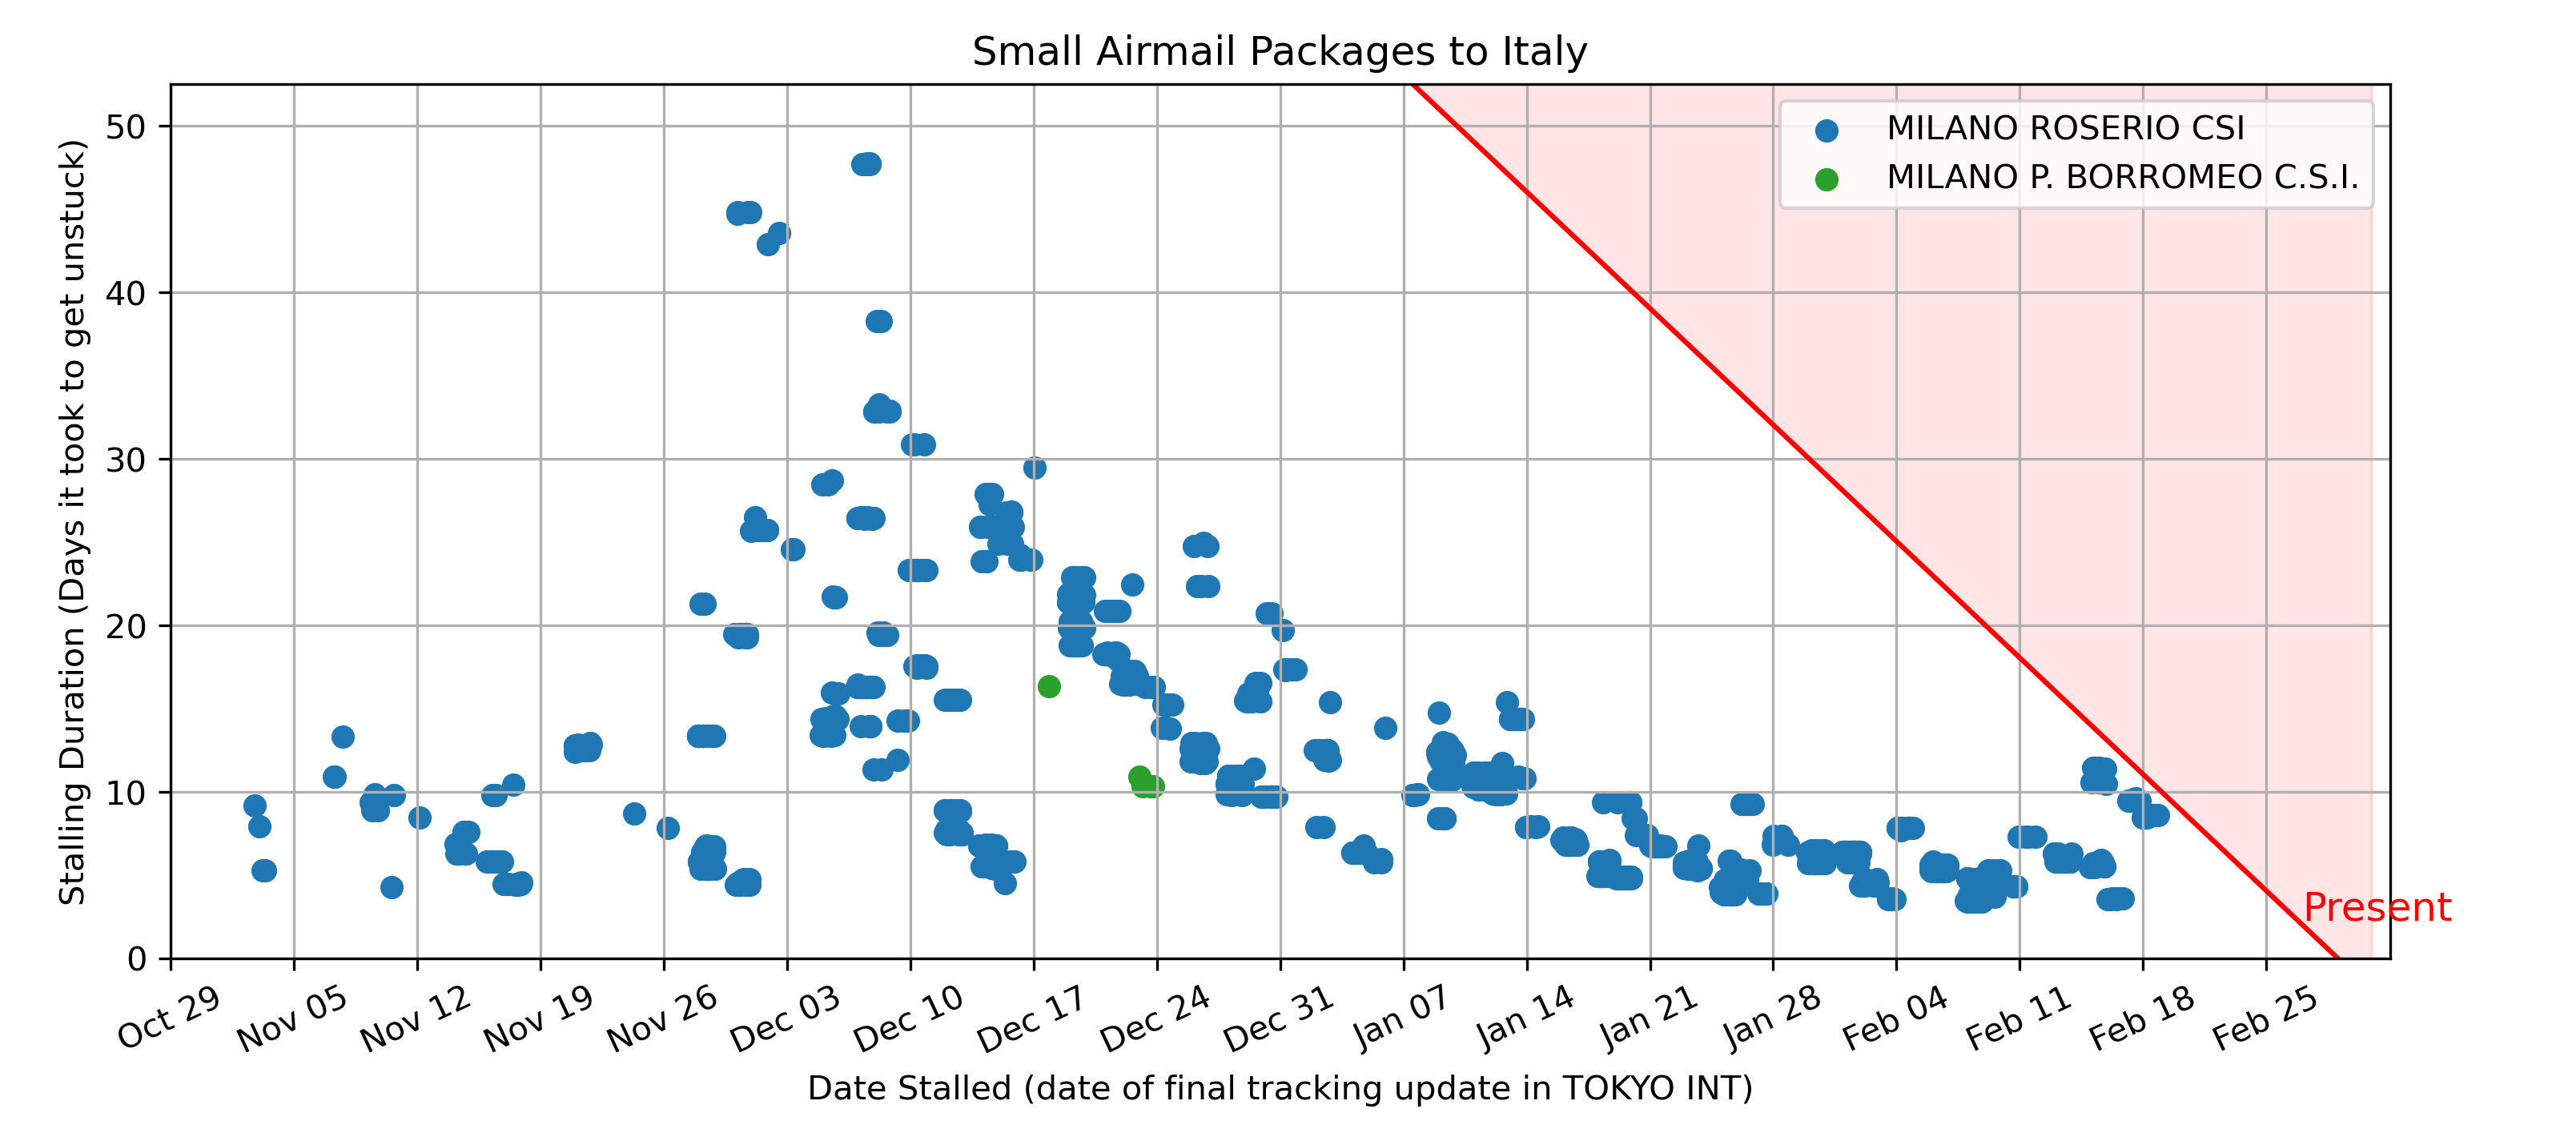 Small Airmail Packages to Italy
Stalling Duration (Days it took to get unstuck)
50
40
30
20
10
0
MILANO ROSERIO CSI
MILANO P. BORROMEO C.S.I.
Present
Oct 29
Nov 05
Nov 12
Nov 19
Nov 26
Dec 03
Dec 10
Dec 17
Dec 24
Dec 31
Jan 07
Jan 14
Jan 21
Jan 28
Feb 04
Feb 11
Feb 18
Feb 25
Date Stalled (date of final tracking update in TOKYO INT)